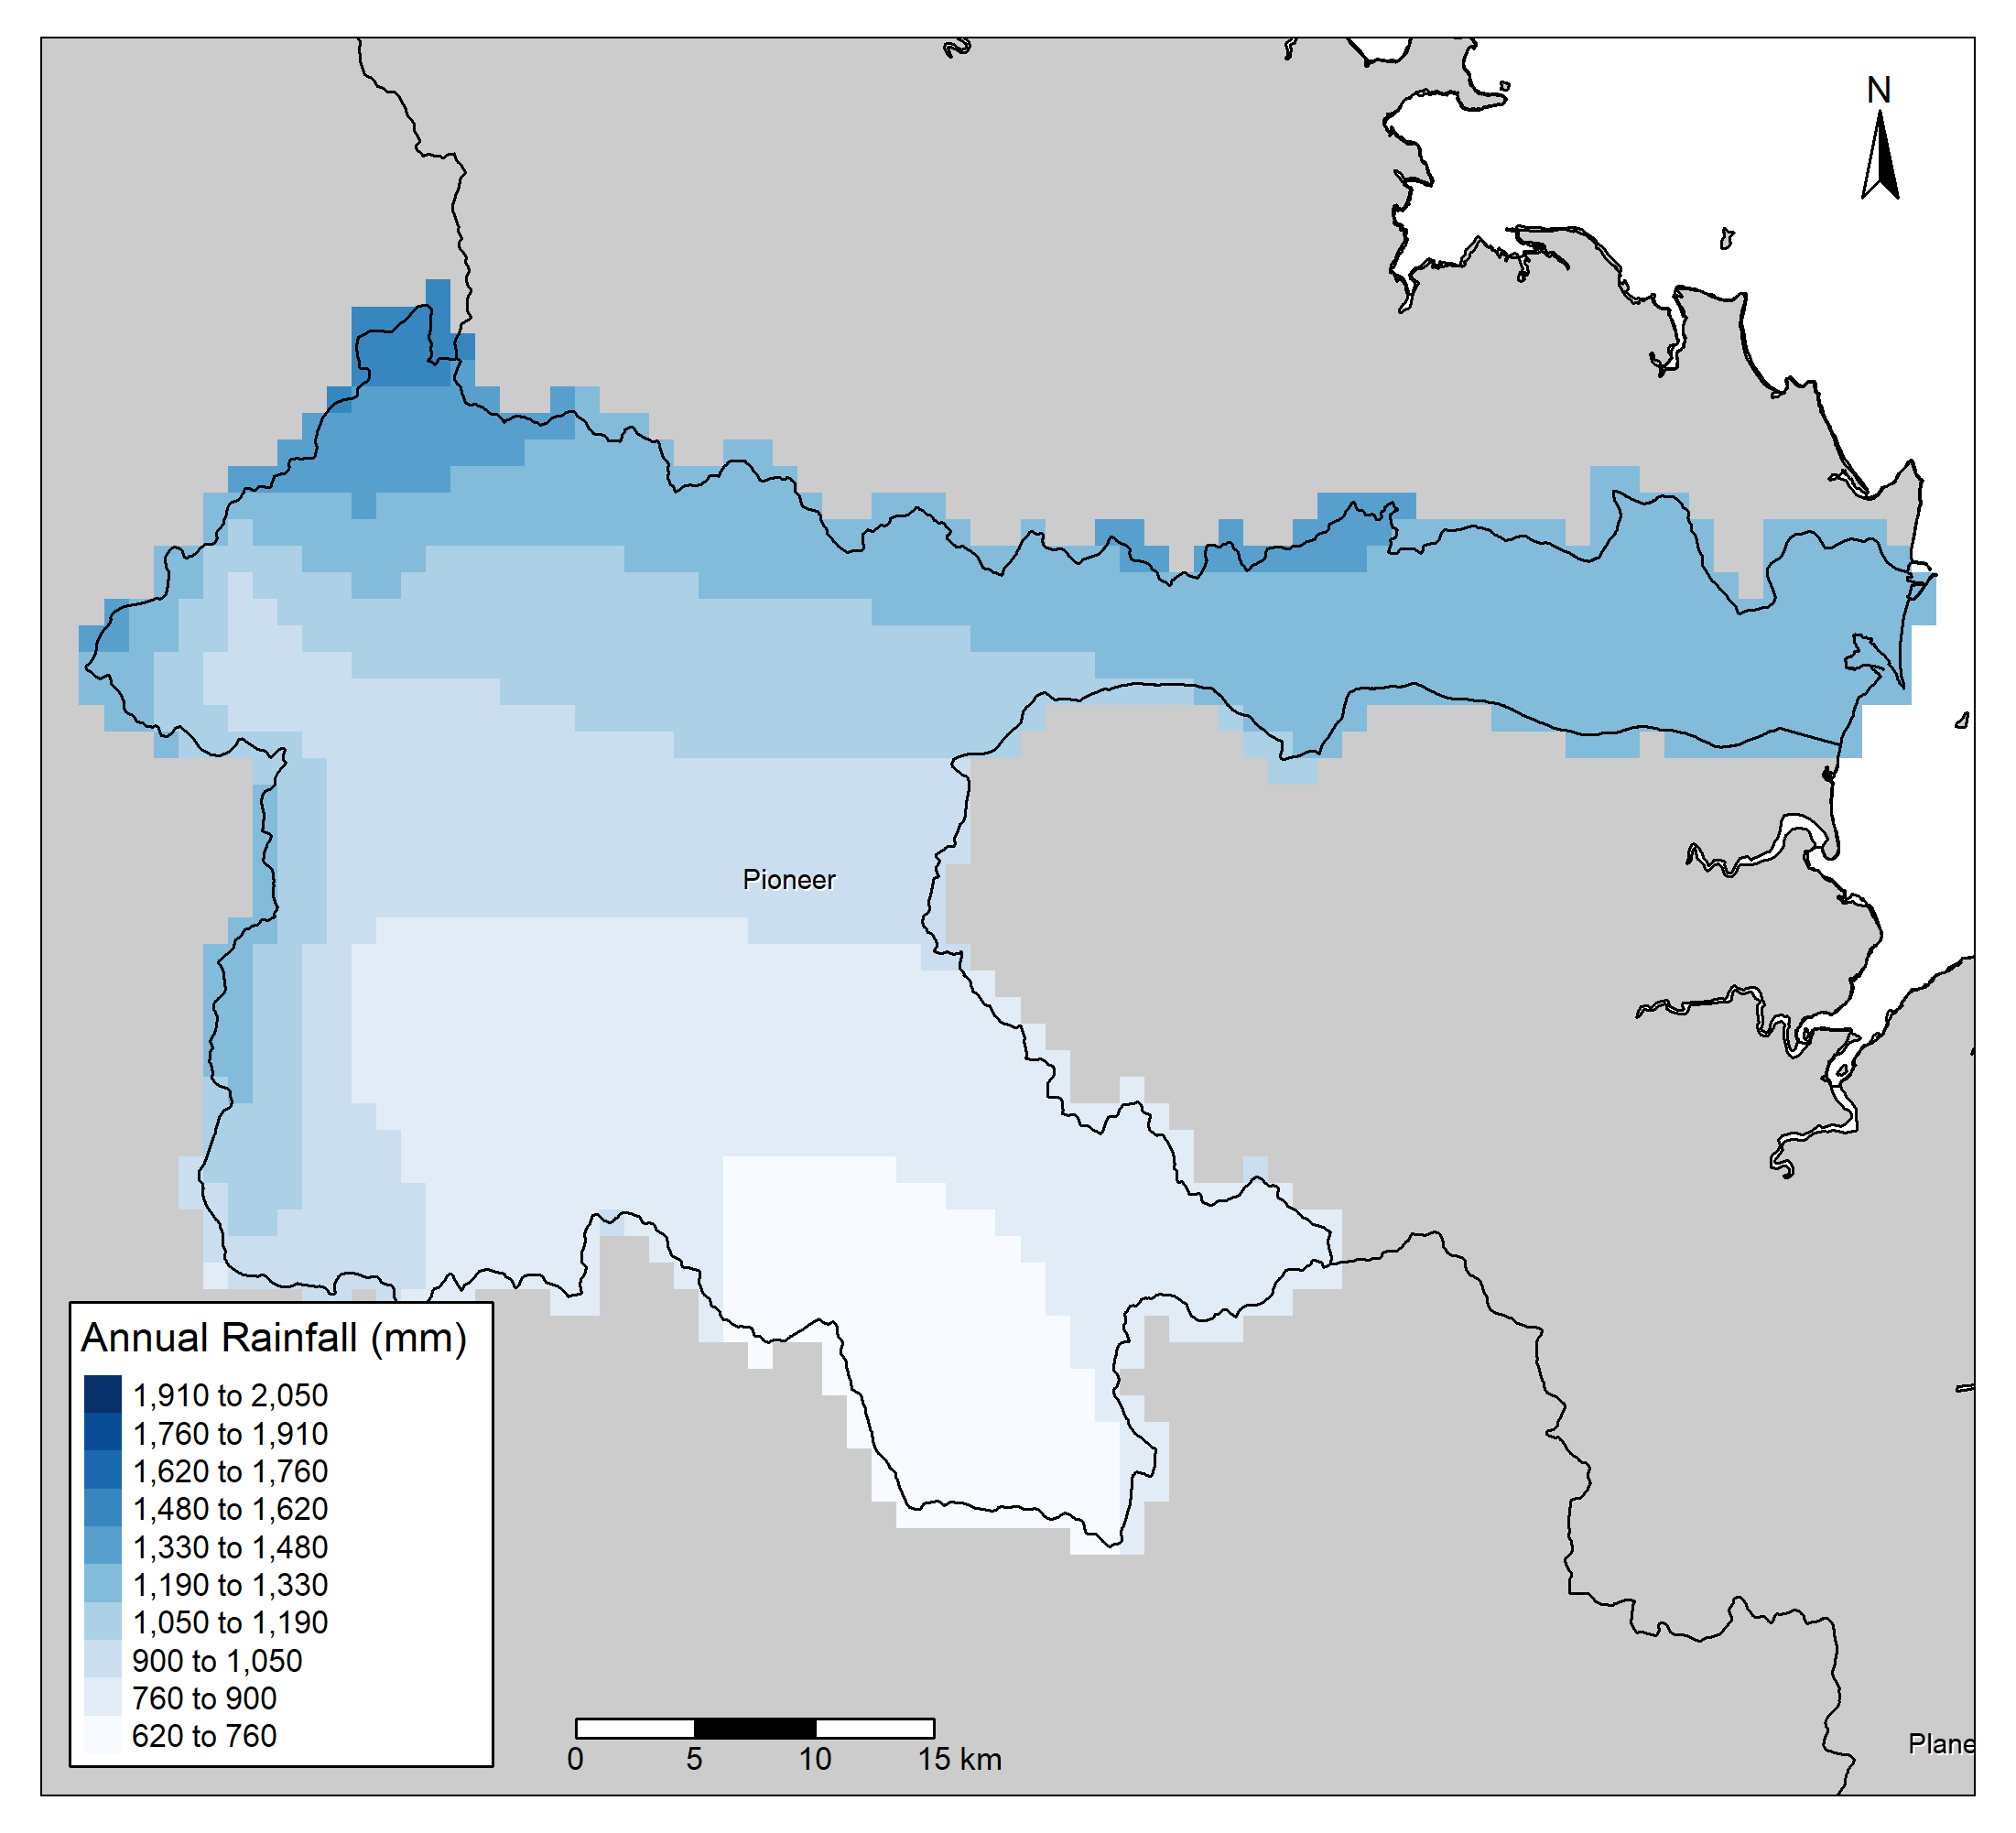 N
Pioneer
Annual Rainfall (mm)
1,910 to 2,050
1,760 to 1,910
1,620 to 1,760
1,480 to 1,620
1,330 to 1,480
1,190 to 1,330
1,050 to 1,190
900 to 1,050
760 to 900
620 to 760
0 5 10 15 km
Plane